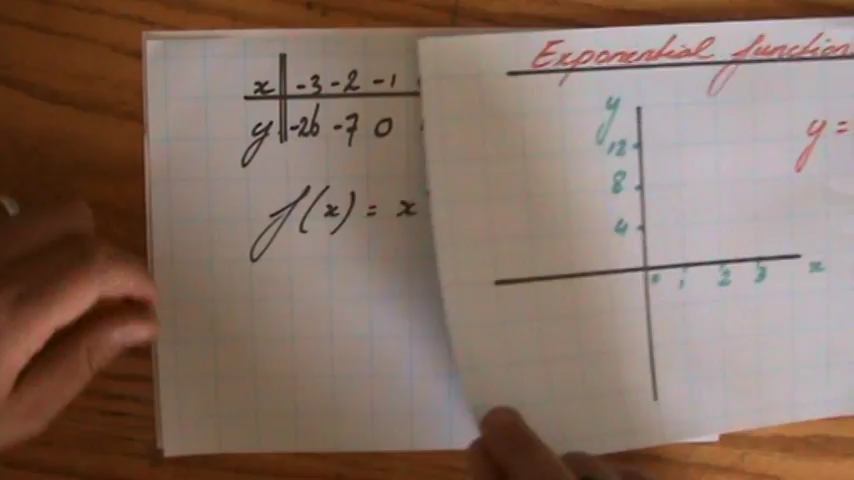 x -3 -2 -1
y -26 -7 0
f(x) = x
Exponential function
y
12
8
4
0 1 2 3 x
y =